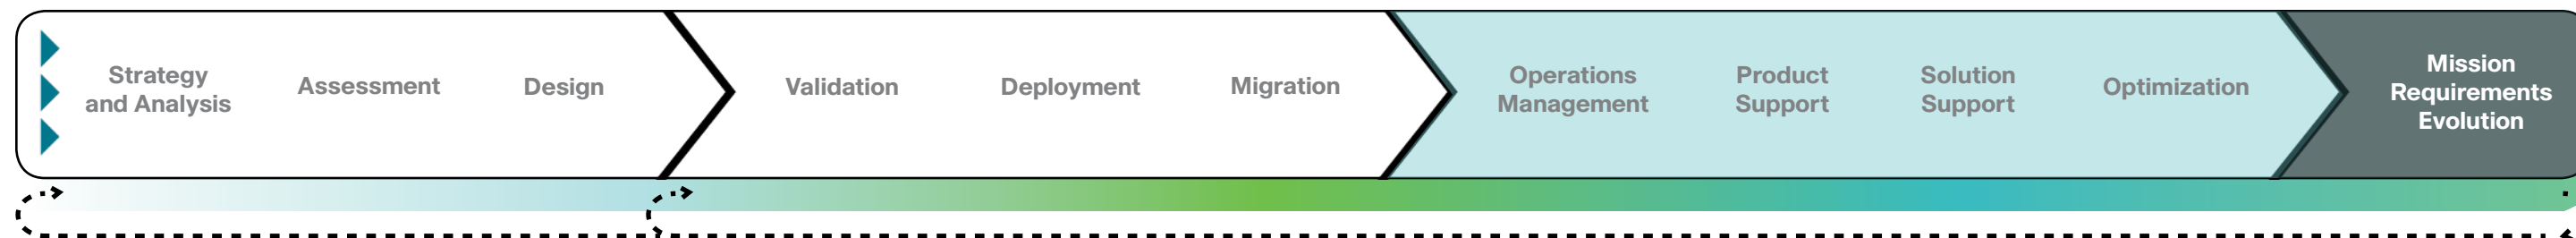 Strategy
and Analysis
Assessment
Design
Validation
Deployment
Migration
Operations
Management
Product
Support
Solution
Support
Optimization
Mission
Requirements
Evolution